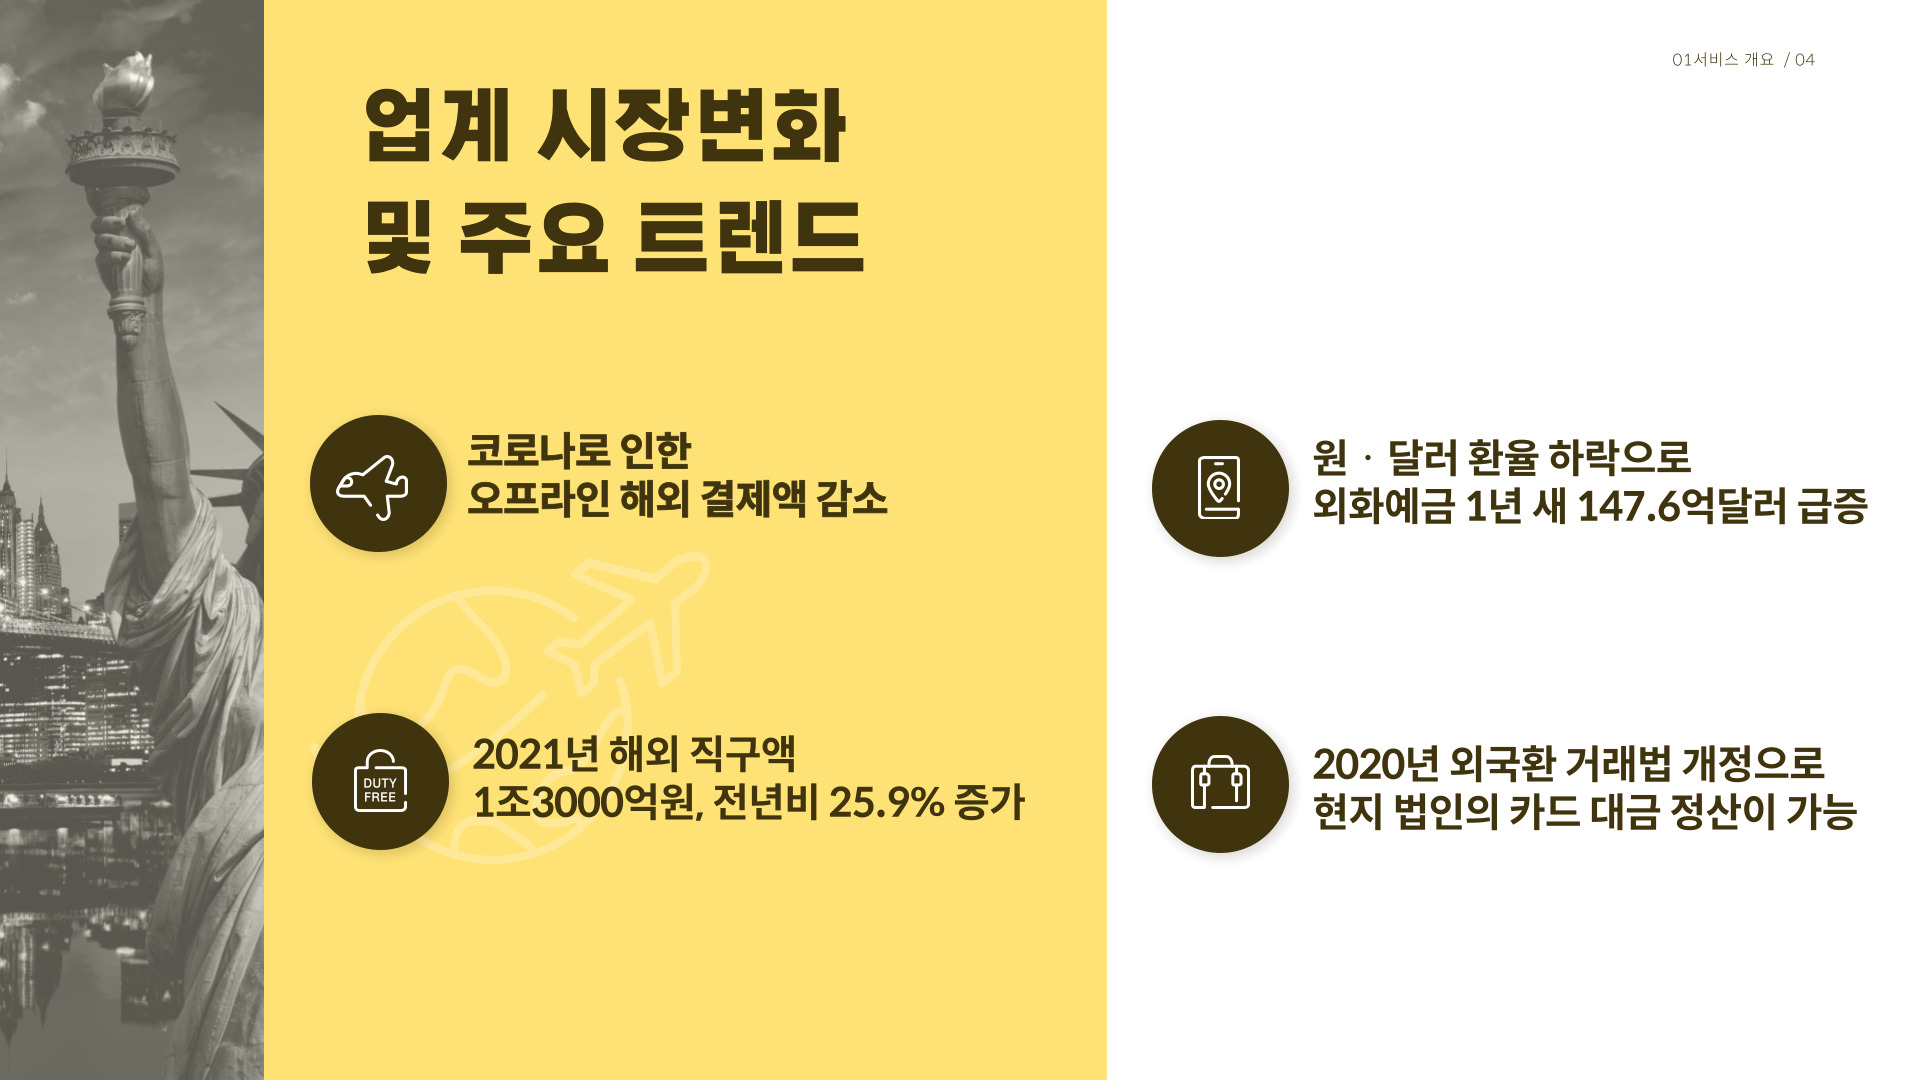 01서비스 개요 / 04
업계 시장변화
및 주요 트렌드
코로나로 인한
오프라인 해외 결제액 감소
DUTY
FREE
2021년 해외 직구액
1조3000억원, 전년비 25.9% 증가
원 · 달러 환율 하락으로
외화예금 1년 새 147.6억달러 급증
2020년 외국환 거래법 개정으로
현지 법인의 카드 대금 정산이 가능